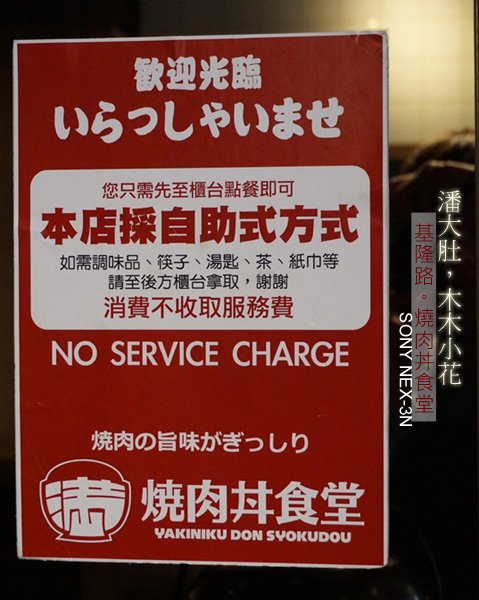 歡迎光臨
いらっしゃいませ
您只需先至櫃台點餐即可
本店採自助式方式
如需調味品、筷子、湯匙、茶、紙巾等
請至後方櫃台拿取，謝謝
消費不收取服務費
NO SERVICE CHARGE
焼肉の旨味がぎっしり
満
焼肉丼食堂
YAKINIKU DON SYOKUDOU
潘大肚，木木小花
基隆路。燒肉丼食堂
SONY NEX-3N